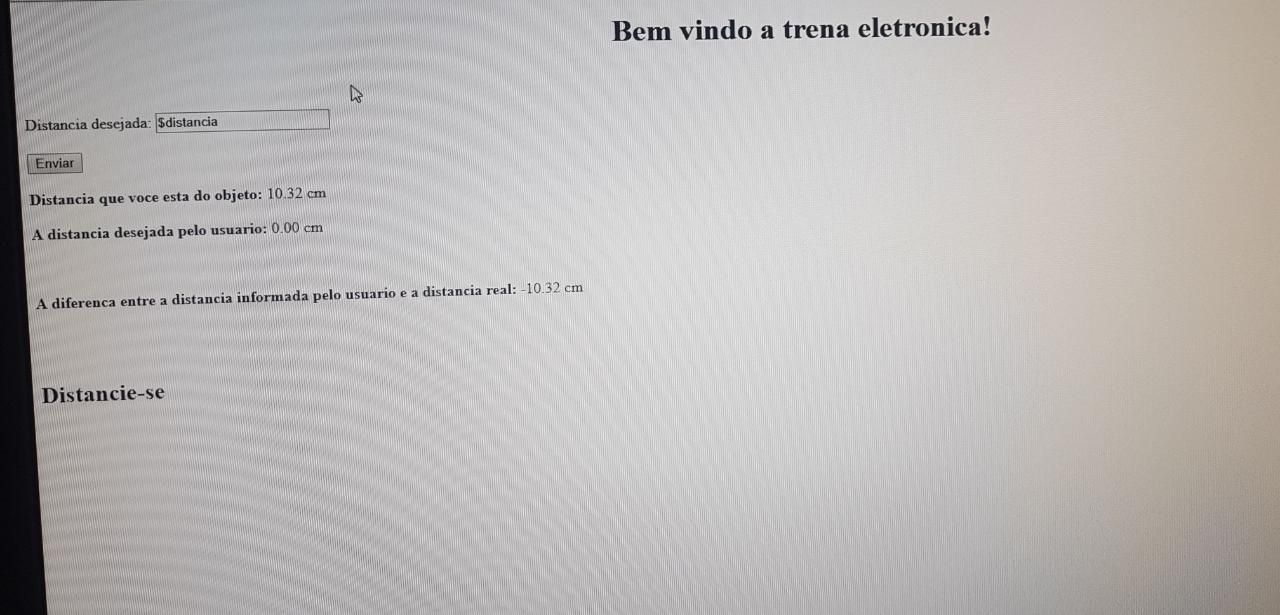 Bem vindo a trena eletronica!
Distancia desejada: $distancia
Enviar
Distancia que voce esta do objeto: 10.32 cm
A distancia desejada pelo usuario: 0.00 cm
A diferenca entre a distancia informada pelo usuario e a distancia real: -10.32 cm
Distancie-se